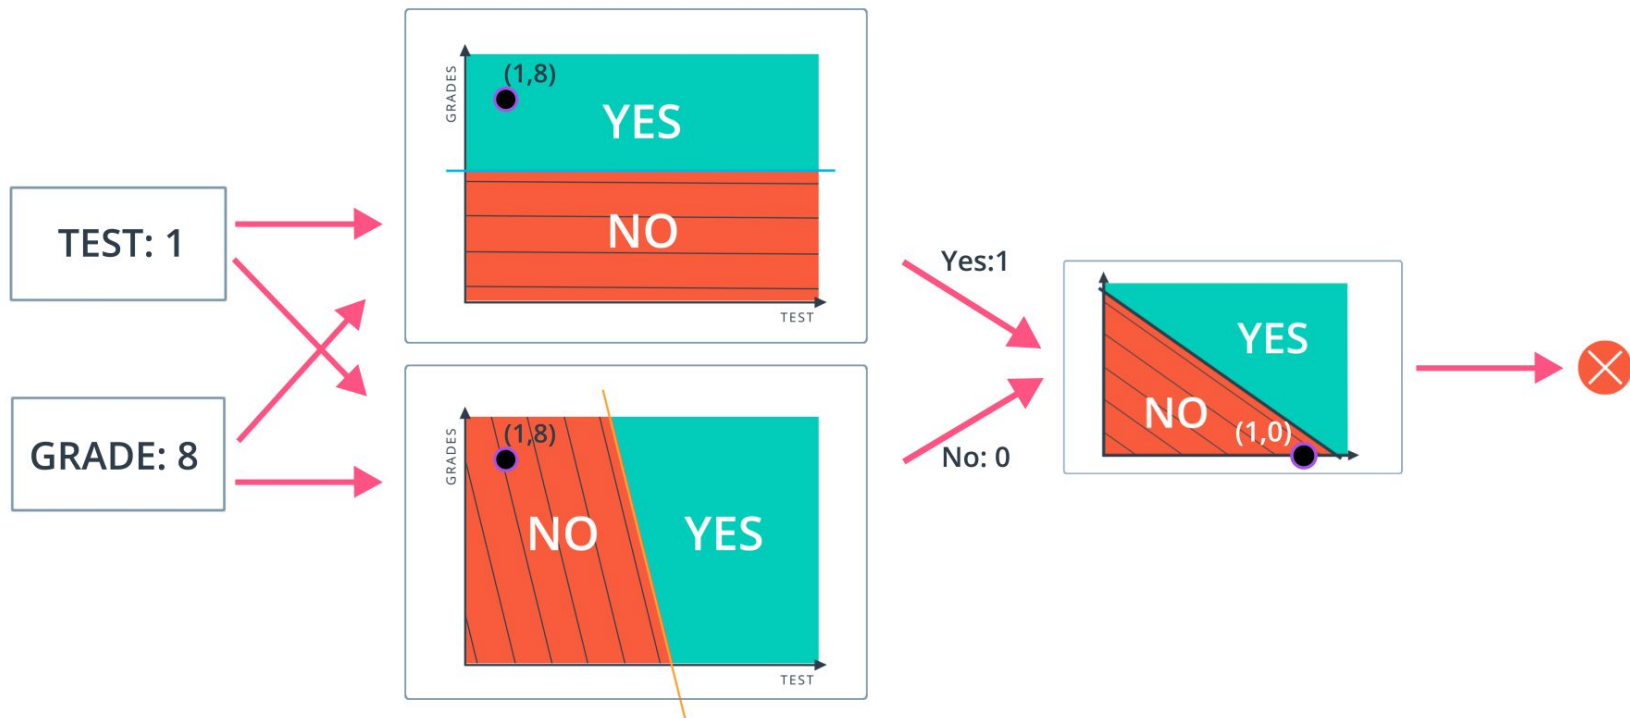 TEST: 1
GRADE: 8
GRADES
(1,8)
YES
NO
TEST
GRADES
(1,8)
NO
YES
TEST
Yes:1
No: 0
YES
NO
(1,0)